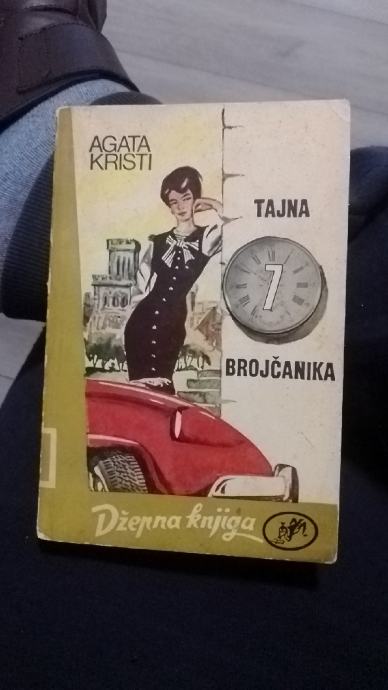 AGATA
KRISTI
TAJNA
7
BROJČANIKA
Džepna knjiga